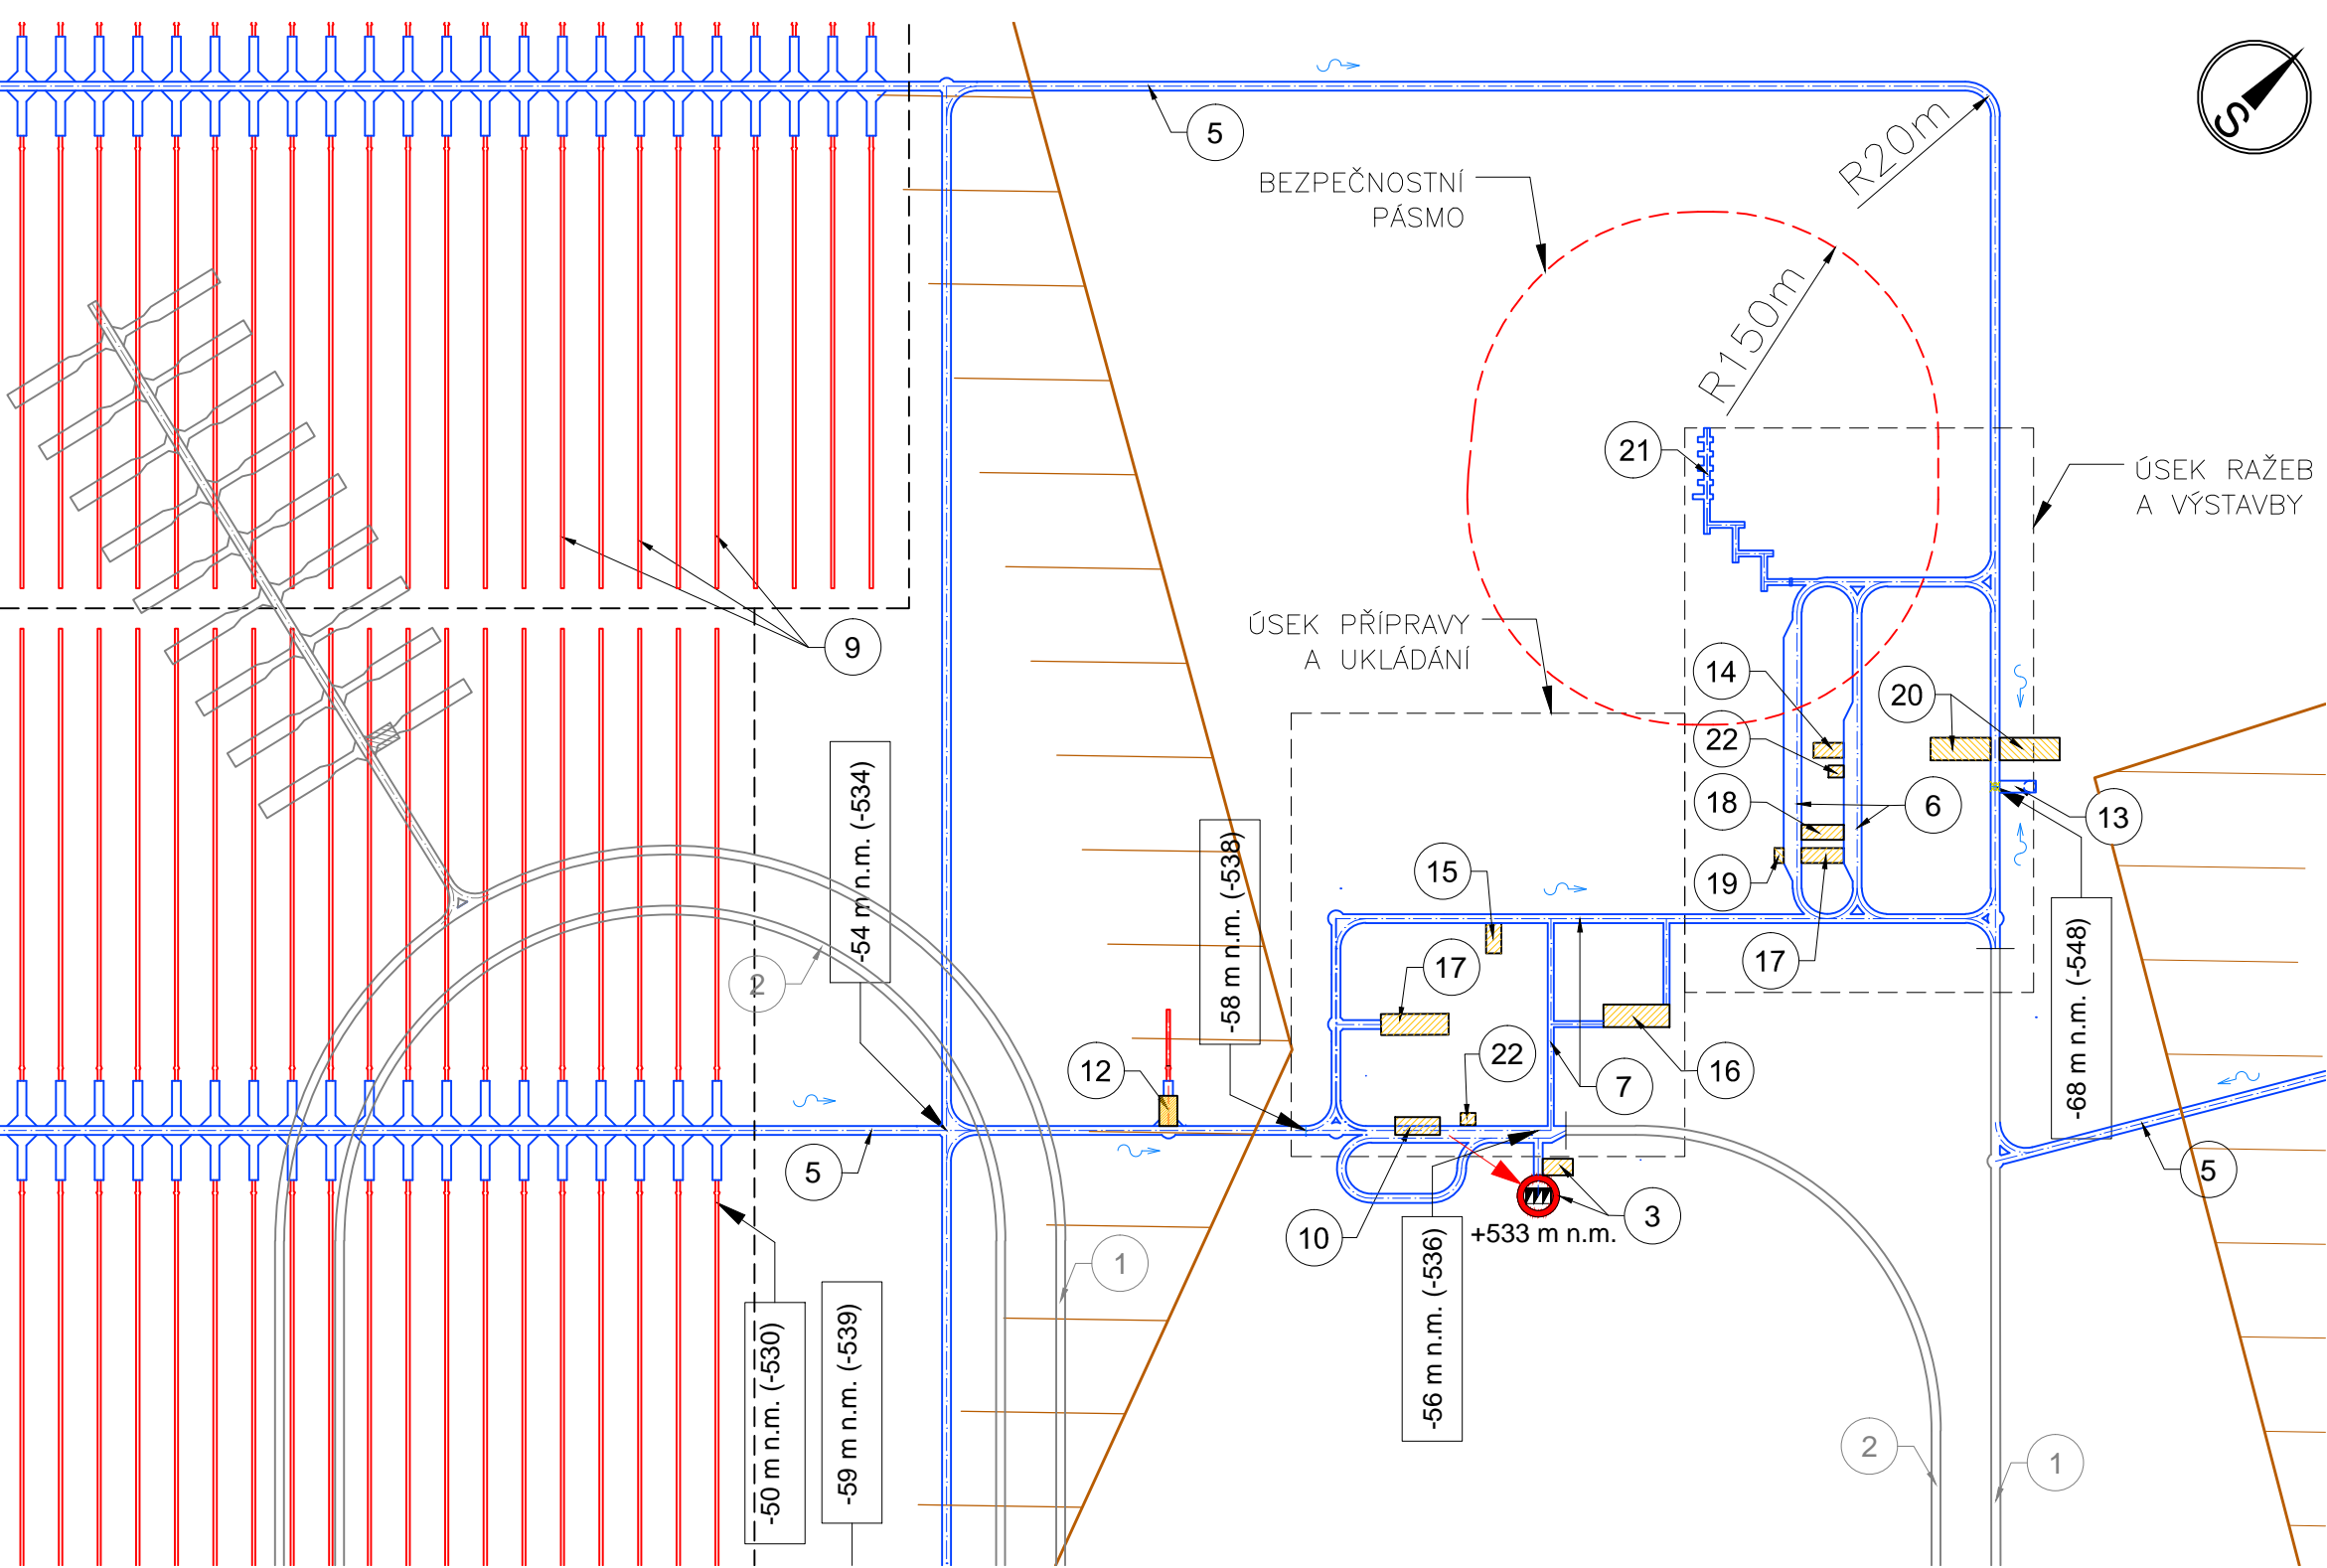 S
5
R20m
BEZPEČNOSTNÍ
PÁSMO
R150m
21
ÚSEK RAŽEB
A VÝSTAVBY
9
ÚSEK PŘÍPRAVY
A UKLÁDÁNÍ
14
22
20
18
6
13
19
15
17
17
2
-54 m n.m. (-534)
-58 m n.m. (-538)
-68 m n.m. (-548)
12
22
7
16
5
5
10
3
+533 m n.m.
1
-56 m n.m. (-536)
-50 m n.m. (-530)
-59 m n.m. (-539)
2
1